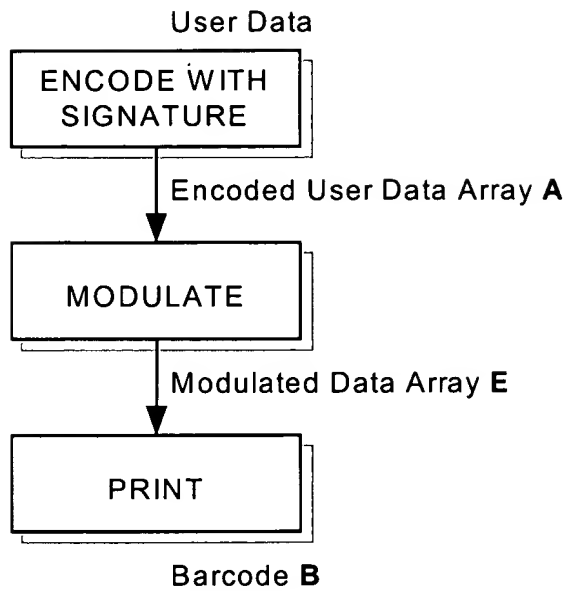 User Data
ENCODE WITH
SIGNATURE
Encoded User Data Array A
MODULATE
Modulated Data Array E
PRINT
Barcode B